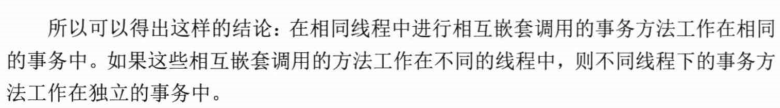 所以可以得出这样的结论：在相同线程中进行相互嵌套调用的事务方法工作在相同
的事务中。如果这些相互嵌套调用的方法工作在不同的线程中，则不同线程下的事务方
法工作在独立的事务中。